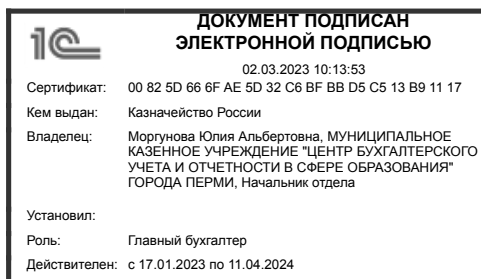 1С
ДОКУМЕНТ ПОДПИСАН
ЭЛЕКТРОННОЙ ПОДПИСЬЮ
02.03.2023 10:13:53
Сертификат: 00 82 5D 66 6F AE 5D 32 C6 BF BB D5 C5 13 B9 11 17
Кем выдан: Казначейство России
Владелец: Моргунова Юлия Альбертовна, МУНИЦИПАЛЬНОЕ
КАЗЕННОЕ УЧРЕЖДЕНИЕ "ЦЕНТР БУХГАЛТЕРСКОГО
УЧЕТА И ОТЧЕТНОСТИ В СФЕРЕ ОБРАЗОВАНИЯ"
ГОРОДА ПЕРМИ, Начальник отдела
Установил:
Роль: Главный бухгалтер
Действителен: с 17.01.2023 по 11.04.2024